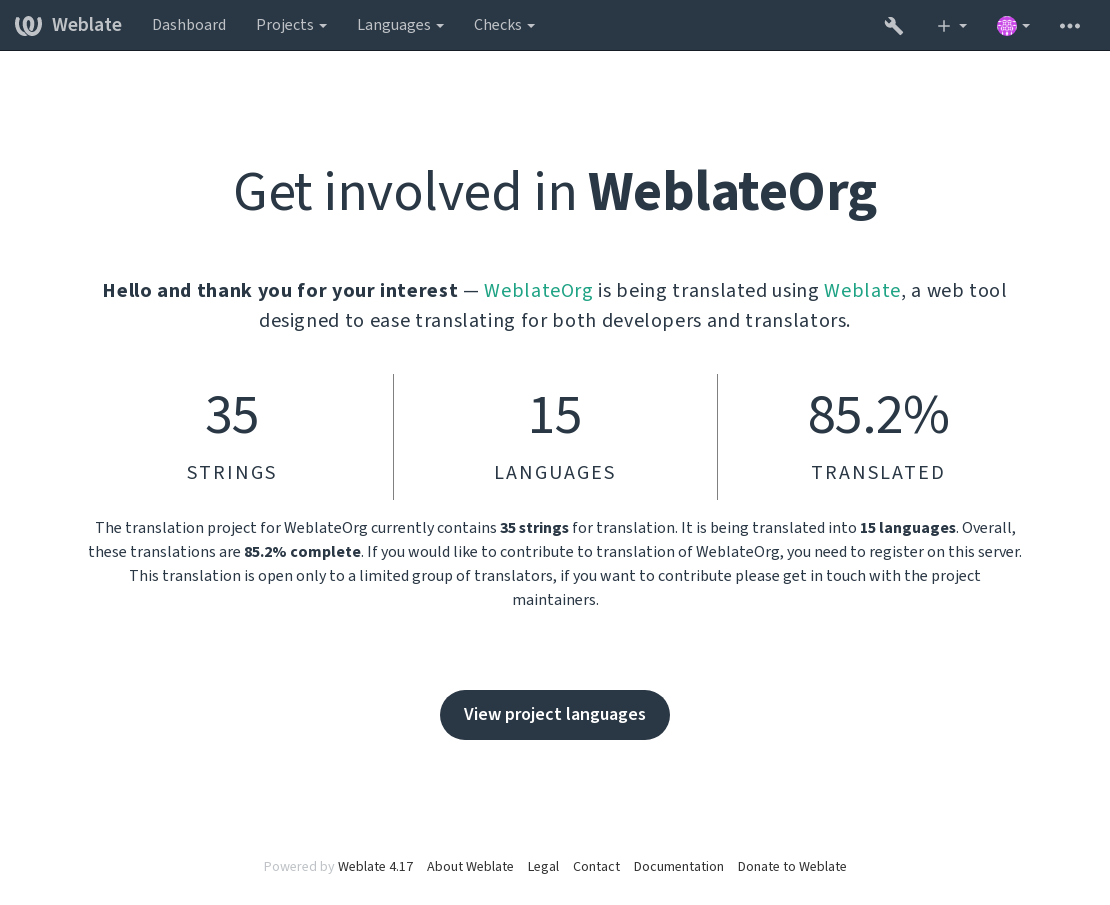 Weblate Dashboard Projects Languages Checks
Get involved in WeblateOrg
Hello and thank you for your interest — WeblateOrg is being translated using Weblate, a web tool
designed to ease translating for both developers and translators.
35 15 85.2%
STRINGS LANGUAGES TRANSLATED
The translation project for WeblateOrg currently contains 35 strings for translation. It is being translated into 15 languages. Overall,
these translations are 85.2% complete. If you would like to contribute to translation of WeblateOrg, you need to register on this server.
This translation is open only to a limited group of translators, if you want to contribute please get in touch with the project
maintainers.
View project languages
Powered by Weblate 4.17 About Weblate Legal Contact Documentation Donate to Weblate